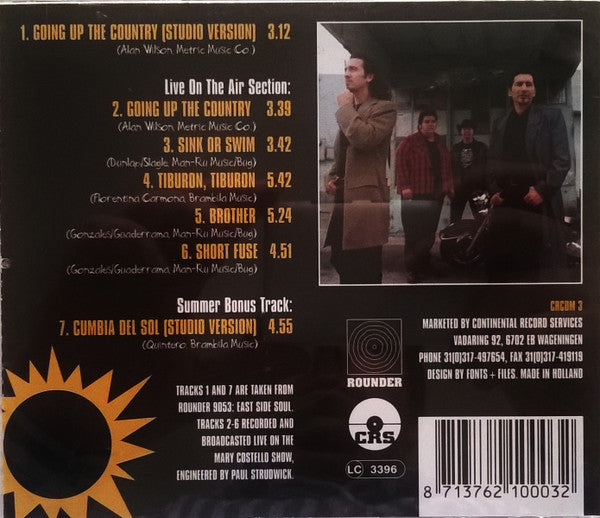 1. GOING UP THE COUNTRY (STUDIO VERSION) 3.12
(Alan Wilson, Metric Music Co.)
Live On The Air Section:
2. GOING UP THE COUNTRY 3.39
(Alan Wilson, Metric Music Co.)
3. SINK OR SWIM 3.42
(Dunlap/Slagle, Man-Ru Music/Bug)
4. TIBURON, TIBURON 5.42
(Florentina Carmona, Brambila Music)
5. BROTHER 5.24
(Gonzales/Guaderrama, Man-Ru Music/Bug)
6. SHORT FUSE 4.51
(Gonzales/Guaderrama, Man-Ru Music/Bug)
Summer Bonus Track:
7. CUMBIA DEL SOL (STUDIO VERSION) 4.55
(Quintero, Brambila Music)
TRACKS 1 AND 7 ARE TAKEN FROM
ROUNDER 9053: EAST SIDE SOUL.
TRACKS 2-6 RECORDED AND
BROADCASTED LIVE ON THE
MARY COSTELLO SHOW,
ENGINEERED BY PAUL STRUDWICK.
CRCDM 3
MARKETED BY CONTINENTAL RECORD SERVICES
VADARING 92, 6702 EB WAGENINGEN
PHONE 31(0)317-497654, FAX 31(0)317-419119
DESIGN BY FONTS + FILES. MADE IN HOLLAND
ROUNDER
CRS
LC 3396
8 713762 100032